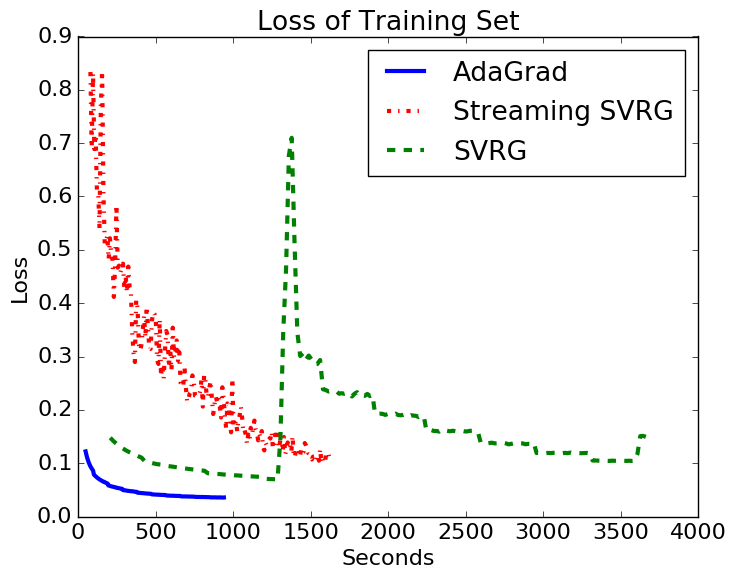 Loss of Training Set
0.9
0.8
0.7
0.6
0.5
0.4
0.3
0.2
0.1
0.0
Loss
AdaGrad
Streaming SVRG
SVRG
0 500 1000 1500 2000 2500 3000 3500 4000
Seconds